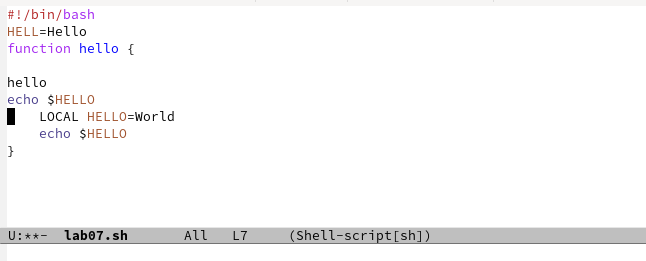 #!/bin/bash
HELL=Hello
function hello {
hello
echo $HELLO
LOCAL HELLO=World
echo $HELLO
}
U:**-  lab07.sh       All   L7     (Shell-script[sh])